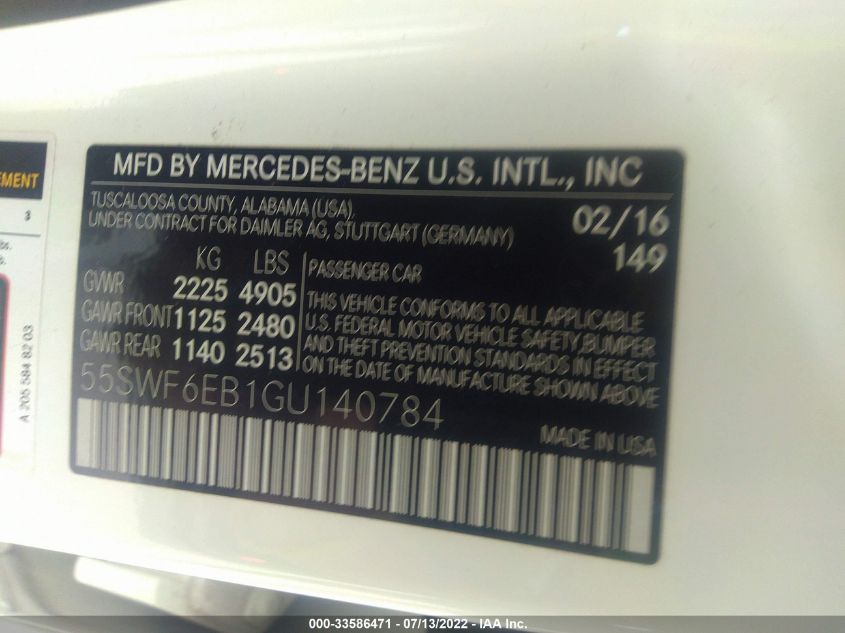 EMENT
3
bs.
s.
A 205 584 82 03
MFD BY MERCEDES-BENZ U.S. INTL., INC
TUSCALOOSA COUNTY, ALABAMA (USA).
UNDER CONTRACT FOR DAIMLER AG, STUTTGART (GERMANY)
02/16
149
KG LBS
GVWR 2225 4905
GAWR FRONT 1125 2480
GAWR REAR 1140 2513
PASSENGER CAR
THIS VEHICLE CONFORMS TO ALL APPLICABLE
U.S. FEDERAL MOTOR VEHICLE SAFETY, BUMPER
AND THEFT PREVENTION STANDARDS IN EFFECT
ON THE DATE OF MANUFACTURE SHOWN ABOVE.
55SWF6EB1GU140784
MADE IN USA
000-33586471 - 07/13/2022 - IAA Inc.